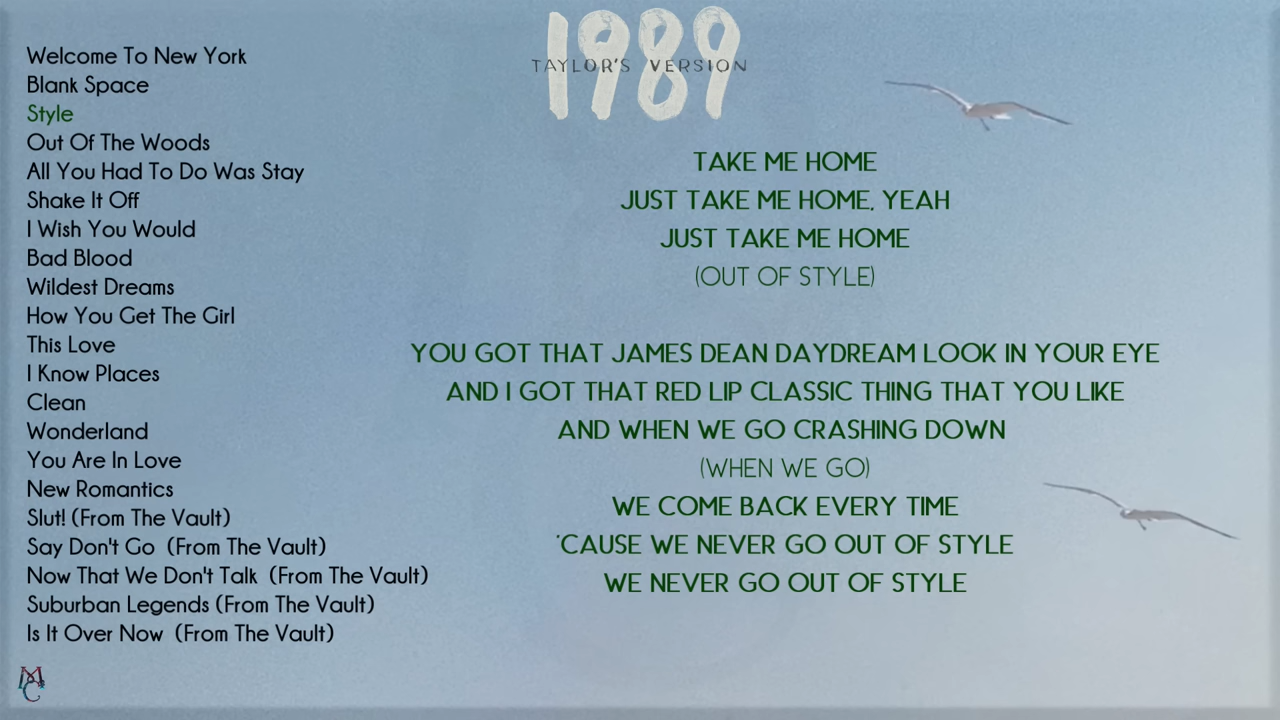 1989
TAYLOR'S VERSION
Welcome To New York
Blank Space
Style
Out Of The Woods
All You Had To Do Was Stay
Shake It Off
I Wish You Would
Bad Blood
Wildest Dreams
How You Get The Girl
This Love
I Know Places
Clean
Wonderland
You Are In Love
New Romantics
Slut! (From The Vault)
Say Don't Go (From The Vault)
Now That We Don't Talk (From The Vault)
Suburban Legends (From The Vault)
Is It Over Now (From The Vault)
TAKE ME HOME
JUST TAKE ME HOME, YEAH
JUST TAKE ME HOME
(OUT OF STYLE)
YOU GOT THAT JAMES DEAN DAYDREAM LOOK IN YOUR EYE
AND I GOT THAT RED LIP CLASSIC THING THAT YOU LIKE
AND WHEN WE GO CRASHING DOWN
(WHEN WE GO)
WE COME BACK EVERY TIME
'CAUSE WE NEVER GO OUT OF STYLE
WE NEVER GO OUT OF STYLE
MC